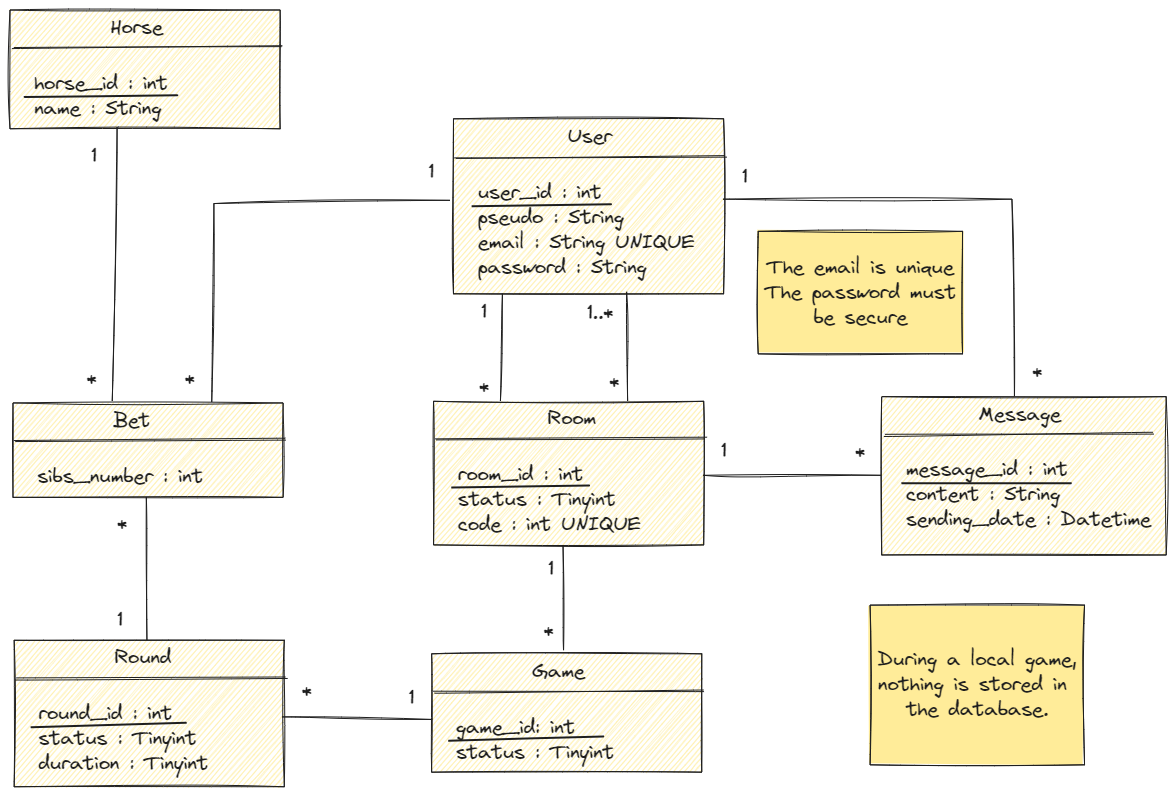 Horse
horse_id : int
name : String
1
*
User
user_id : int
pseudo : String
email : String UNIQUE
password : String
1
*
1
*
1
*
1..*
*
The email is unique
The password must
be secure
Bet
sibs_number : int
*
1
Room
room_id : int
status : Tinyint
code : int UNIQUE
1
*
1
*
Message
message_id : int
content : String
sending_date : Datetime
Round
round_id : int
status : Tinyint
duration : Tinyint
*
1
Game
game_id: int
status : Tinyint
During a local game,
nothing is stored in
the database.